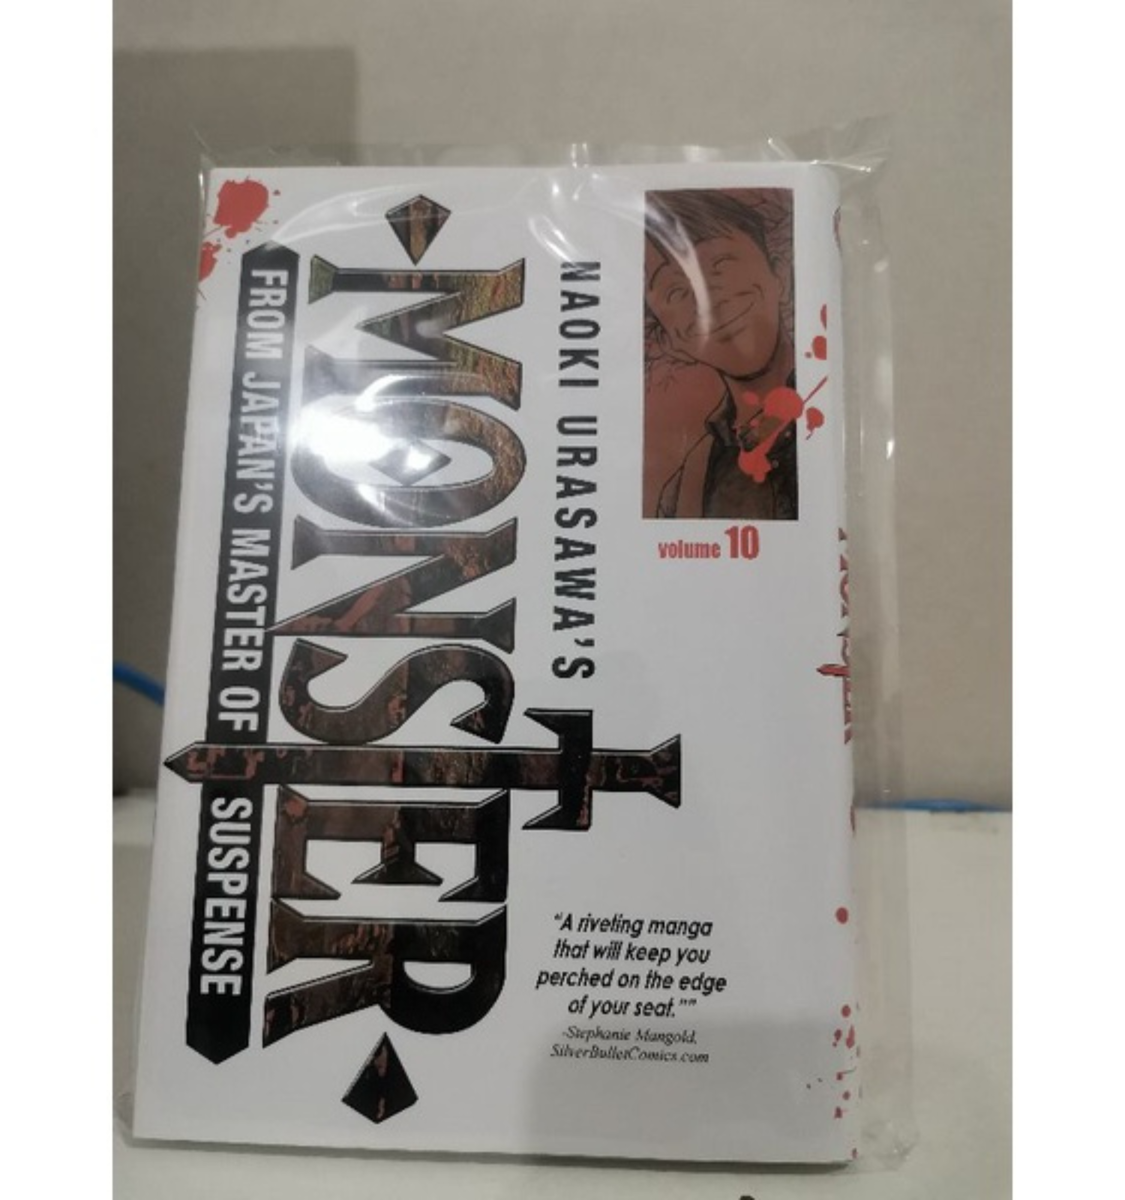 NAOKI URASAWA'S
MONSTER
FROM JAPAN'S MASTER OF SUSPENSE
volume 10
"A riveting manga
that will keep you
perched on the edge
of your seat.""
-Stephanie Mangold,
SilverBulletComics.com